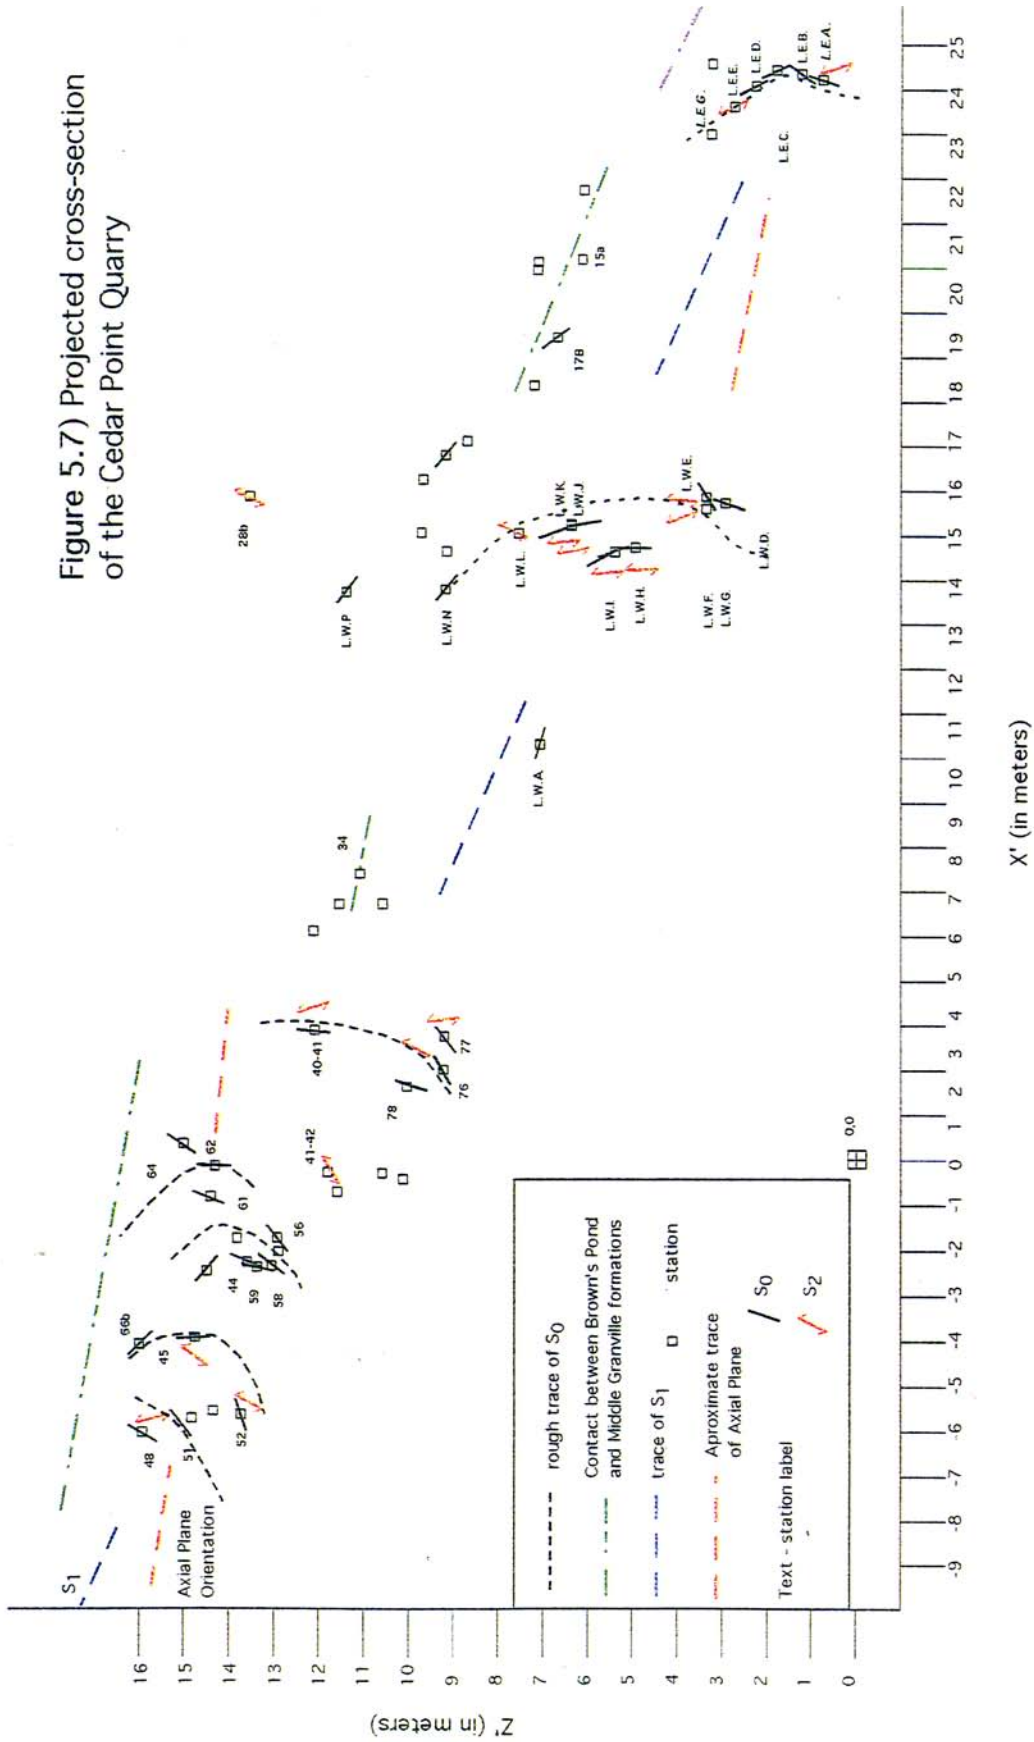 Figure 5.7) Projected cross-section
of the Cedar Point Quarry
S1
Axial Plane
Orientation
48
51
52
66b
45
44
59
58
56
61
64
62
41-42
40-41
78
76
77
34
L.W.A.
L.W.P
L.W.N
28b
L.W.L.
L.W.K.
L.W.J.
L.W.I.
L.W.H.
L.W.E.
L.W.F.
L.W.G.
L.W.D.
17B
15a
L.E.G.
L.E.E.
L.E.D.
L.E.B.
L.E.A.
L.E.C.
0,0
rough trace of S0
Contact between Brown's Pond
and Middle Granville formations
trace of S1
Aproximate trace
of Axial Plane
Text - station label
station
S0
S2
Z' (in meters)
16
15
14
13
12
11
10
9
8
7
6
5
4
3
2
1
0
-9
-8
-7
-6
-5
-4
-3
-2
-1
0
1
2
3
4
5
6
7
8
9
10
11
12
13
14
15
16
17
18
19
20
21
22
23
24
25
X' (in meters)